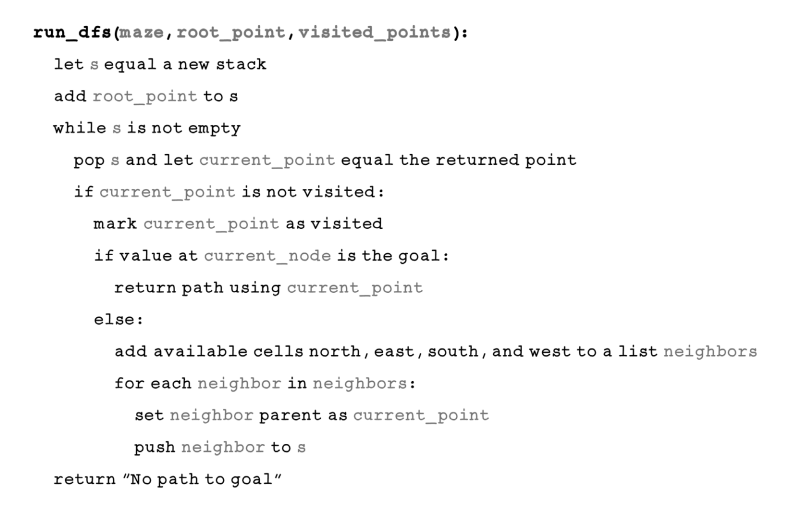 run_dfs(maze, root_point, visited_points):
let s equal a new stack
add root_point to s
while s is not empty
pop s and let current_point equal the returned point
if current_point is not visited:
mark current_point as visited
if value at current_node is the goal:
return path using current_point
else:
add available cells north, east, south, and west to a list neighbors
for each neighbor in neighbors:
set neighbor parent as current_point
push neighbor to s
return "No path to goal"